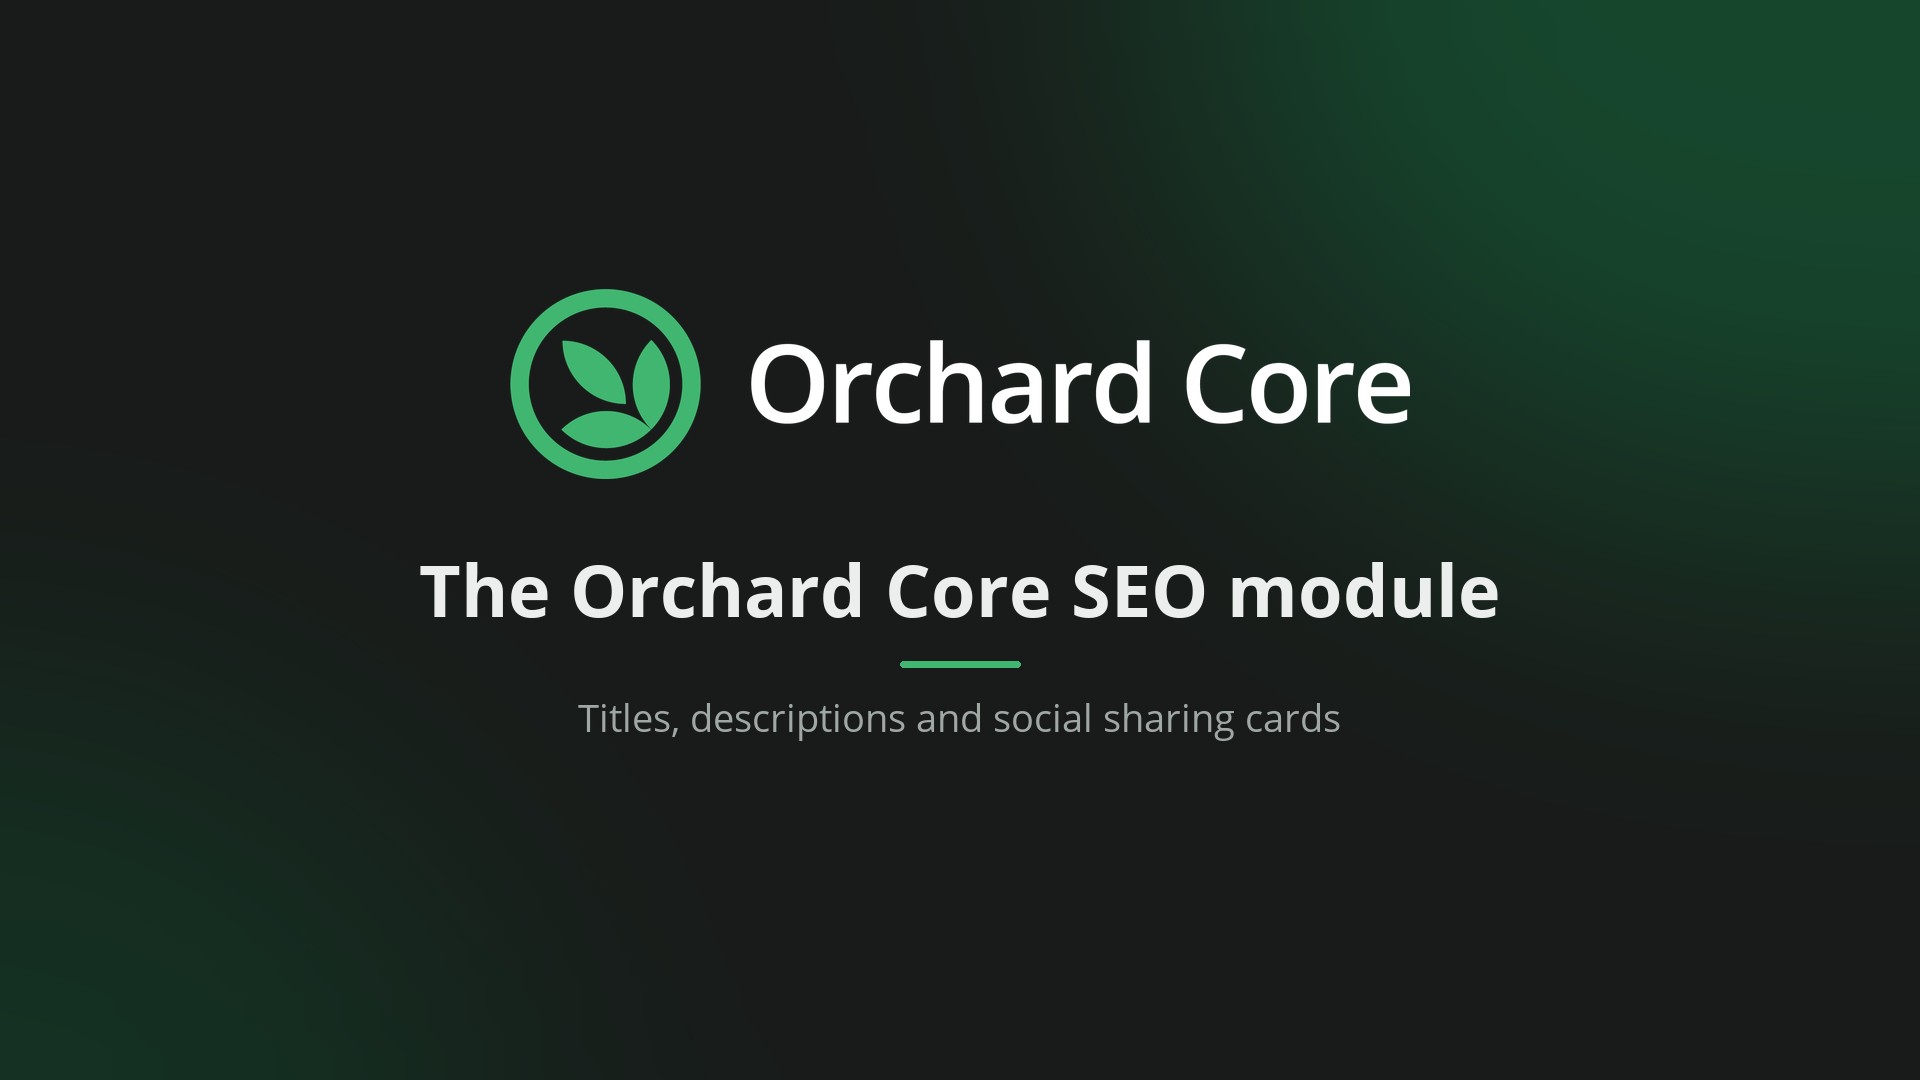 Orchard Core
The Orchard Core SEO module
Titles, descriptions and social sharing cards